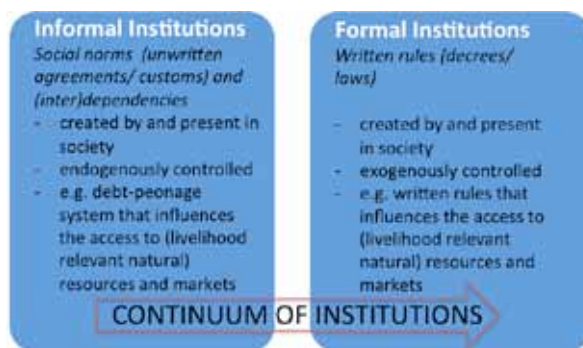 Informal Institutions
Social norms (unwritten
agreements/ customs) and
(inter)dependencies
- created by and present in
society
- endogenously controlled
- e.g. debt-peonage
system that influences
the access to (livelihood
relevant natural)
resources and markets
Formal Institutions
Written rules (decrees/
laws)
- created by and present
in society
- exogenously controlled
- e.g. written rules that
influences the access to
(livelihood relevant
natural) resources and
markets
CONTINUUM OF INSTITUTIONS